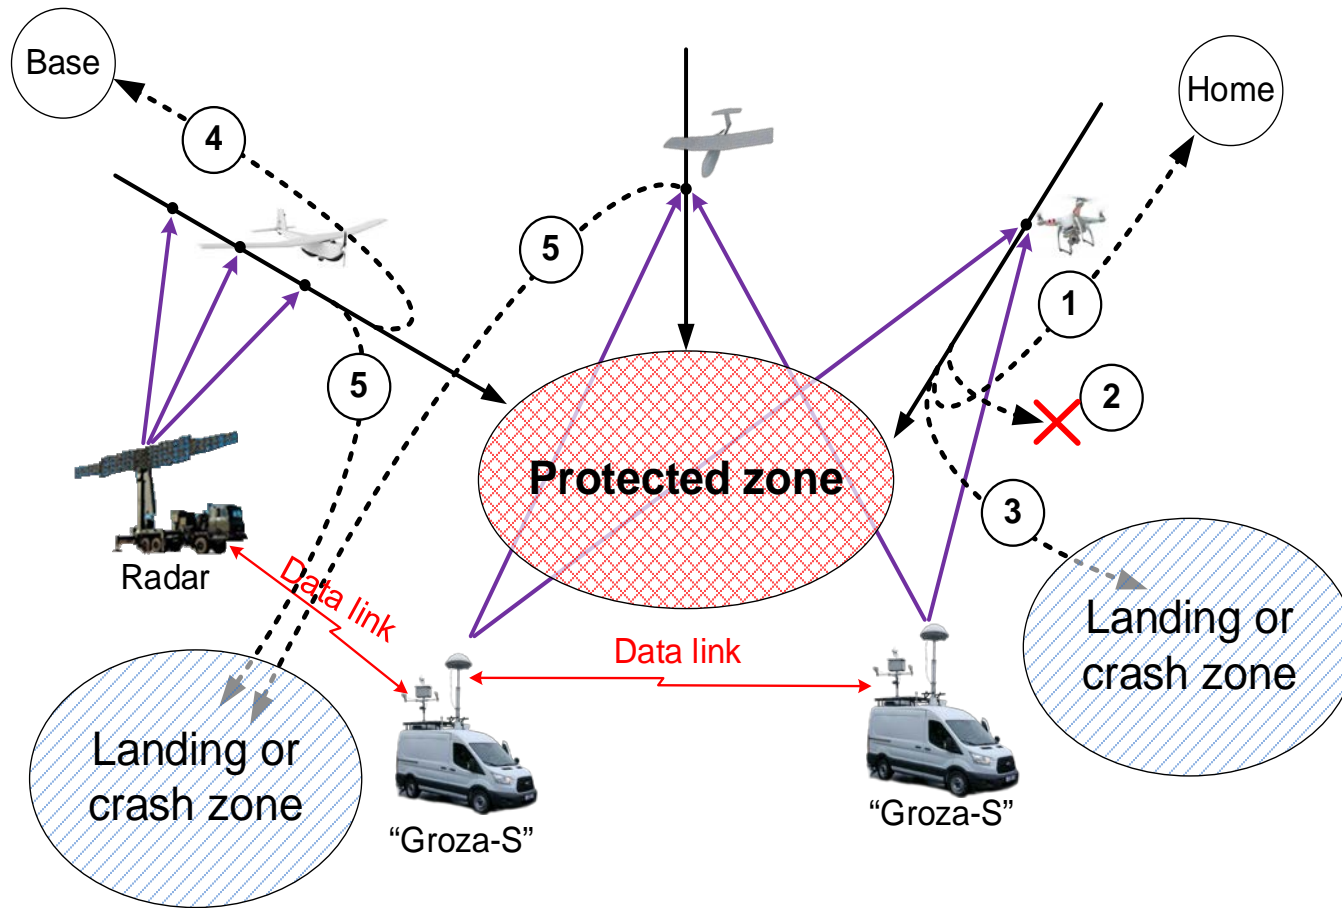 Base
Home
4
5
1
5
2
Protected zone
3
Radar
Data link
Data link
Landing or
crash zone
Landing or
crash zone
“Groza-S”
“Groza-S”